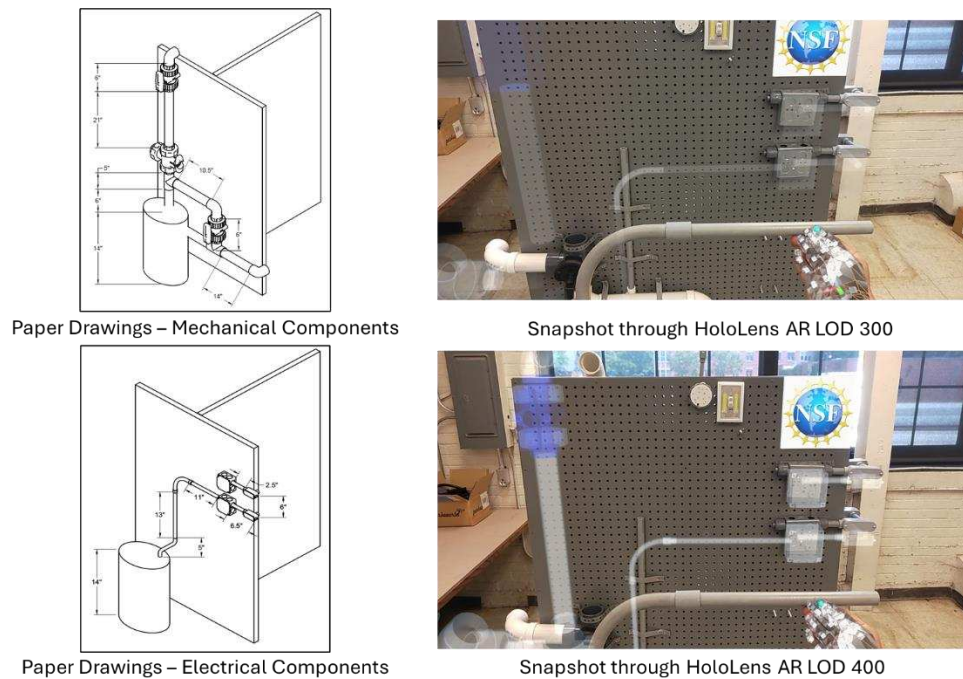 6"
21"
5"
6"
14"
10.5"
6"
14"
Paper Drawings – Mechanical Components
NSF
Snapshot through HoloLens AR LOD 300
2.5"
11"
6"
13"
6.5"
5"
14"
Paper Drawings – Electrical Components
NSF
Snapshot through HoloLens AR LOD 400